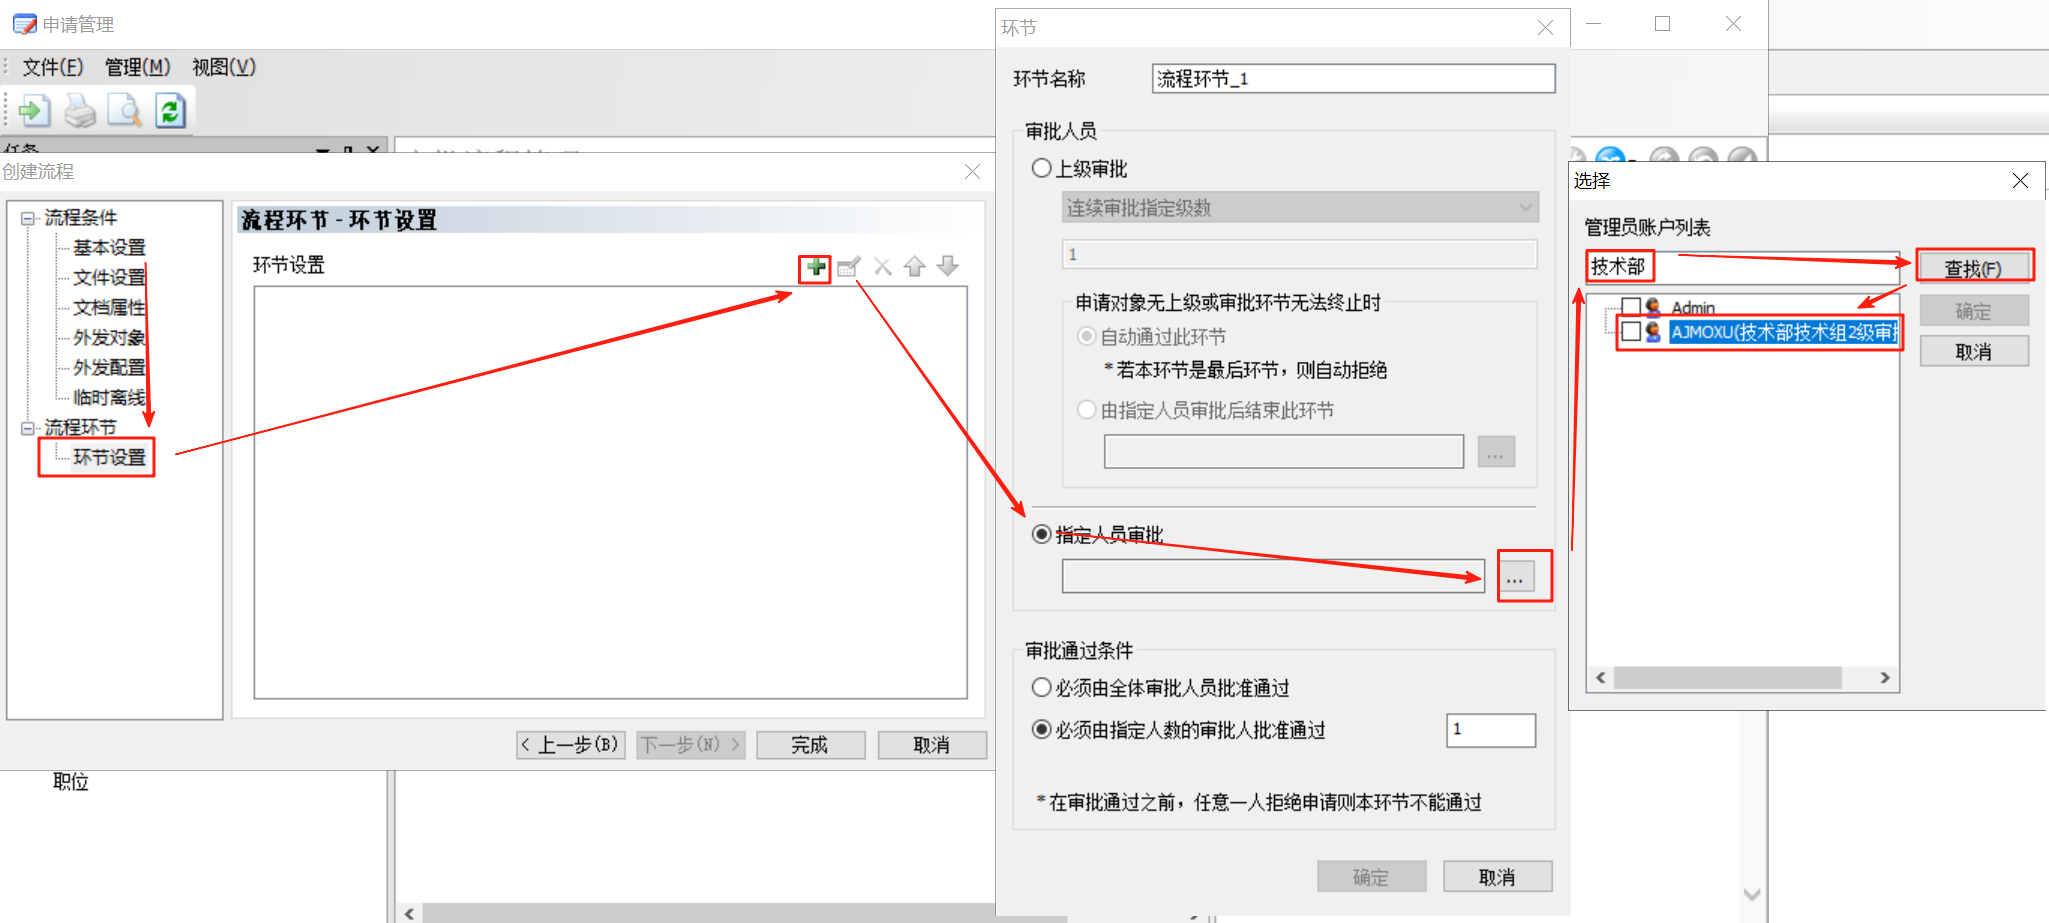 申请管理
文件(F) 管理(M) 视图(V)
任务
创建流程
流程条件
基本设置
文件设置
文档属性
外发对象
外发配置
临时离线
流程环节
环节设置
流程环节 - 环节设置
环节设置
< 上一步(B)
下一步(N) >
完成
取消
职位
环节
环节名称
流程环节_1
审批人员
上级审批
连续审批指定级数
1
申请对象无上级或审批环节无法终止时
自动通过此环节
*若本环节是最后环节，则自动拒绝
由指定人员审批后结束此环节
...
指定人员审批
...
审批通过条件
必须由全体审批人员批准通过
必须由指定人数的审批人批准通过
1
*在审批通过之前，任意一人拒绝申请则本环节不能通过
确定
取消
选择
管理员账户列表
技术部
查找(F)
Admin
AJMOXU(技术部技术组2级审批
确定
取消